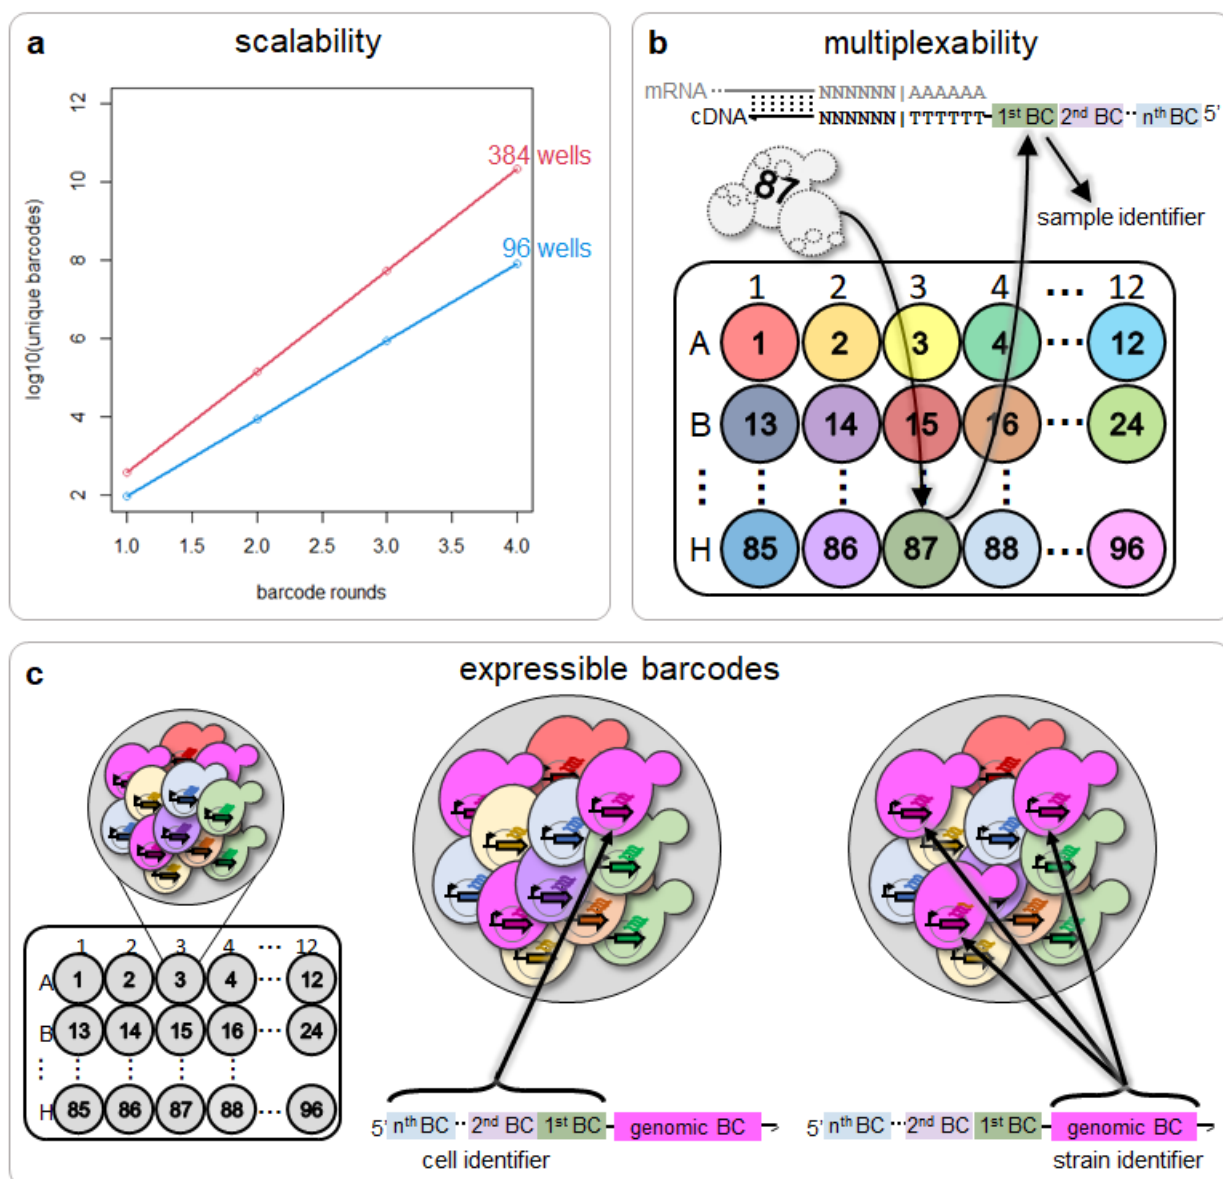 a scalability
12
10
8
6
4
2
log10(unique barcodes)
384 wells
96 wells
1.0 1.5 2.0 2.5 3.0 3.5 4.0
barcode rounds
b multiplexability
mRNA ·· NNNNNN | AAAAAA
cDNA NNNNNN | TTTTTT 1st BC 2nd BC ·· nth BC 5'
87
sample identifier
1 2 3 4 ··· 12
A 1 2 3 4 ··· 12
B 13 14 15 16 ··· 24
H 85 86 87 88 ··· 96
c expressible barcodes
1 2 3 4 ··· 12
A 1 2 3 4 ··· 12
B 13 14 15 16 ··· 24
H 85 86 87 88 ··· 96
5' nth BC ·· 2nd BC 1st BC genomic BC
cell identifier
5' nth BC ··· 2nd BC 1st BC genomic BC
strain identifier